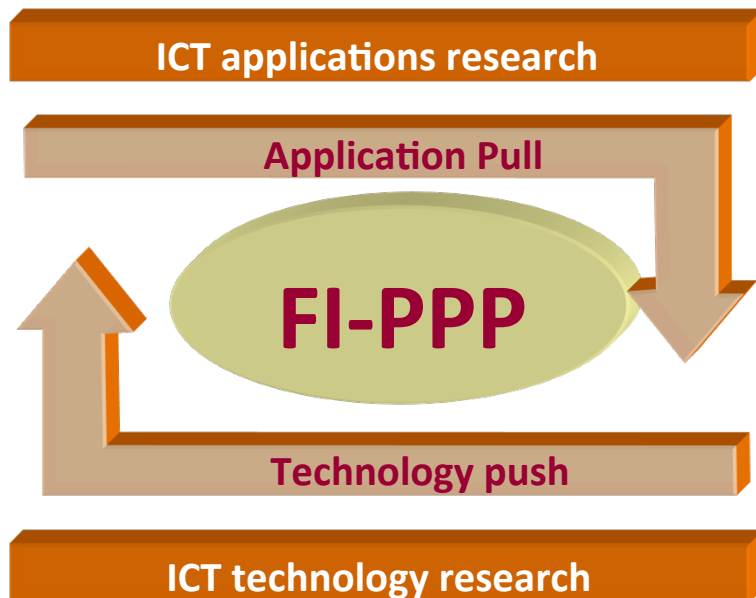 ICT applications research
Application Pull
FI-PPP
Technology push
ICT technology research